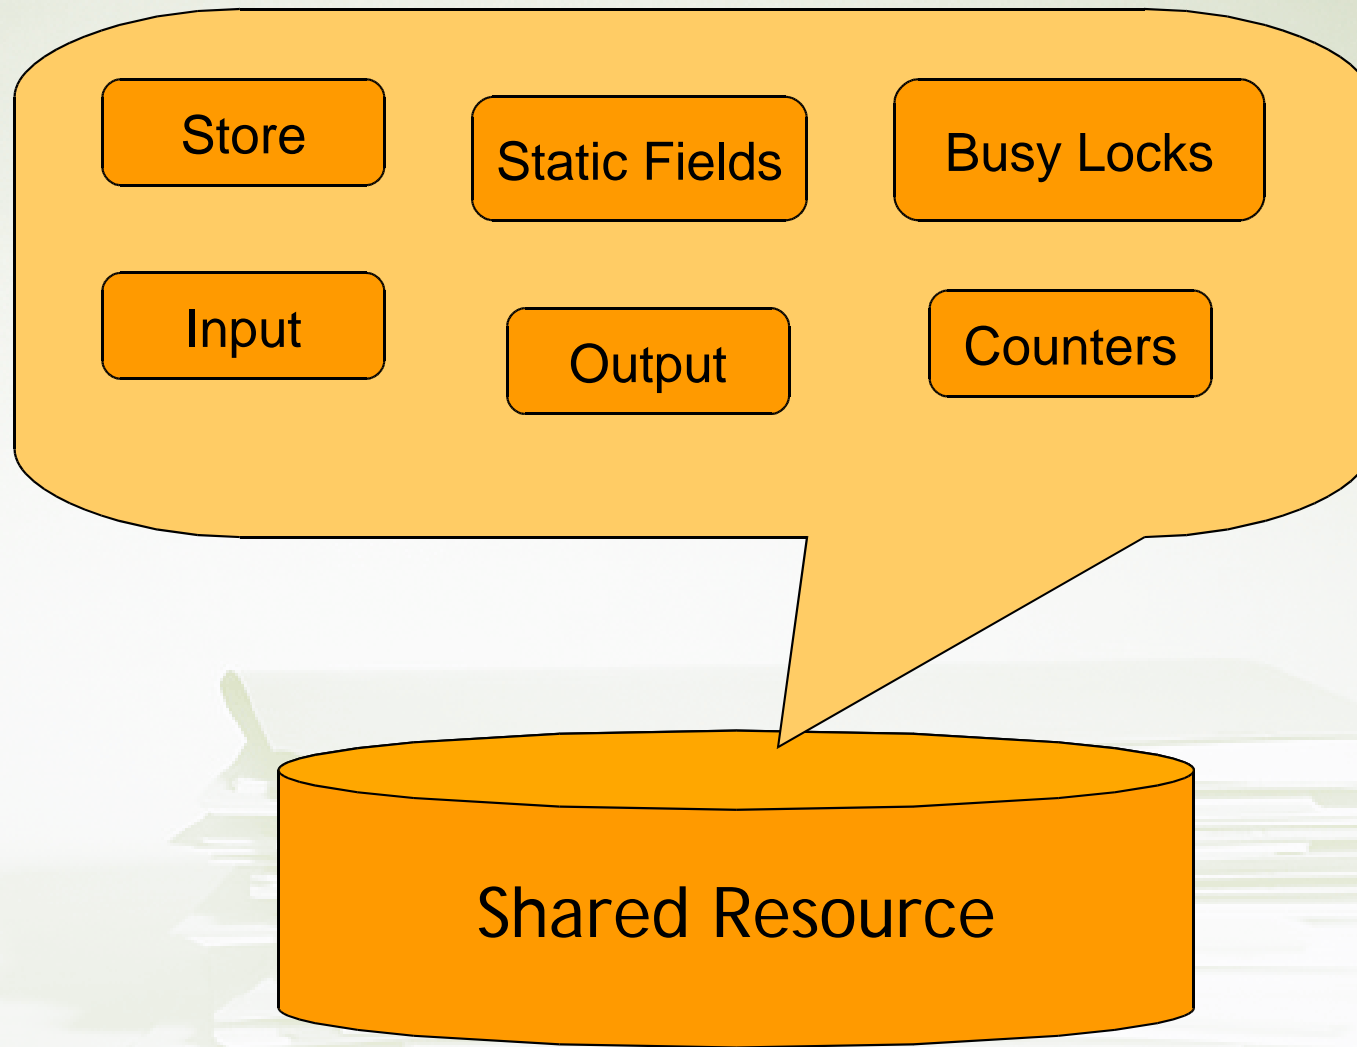 Store
Static Fields
Busy Locks
Input
Output
Counters
Shared Resource